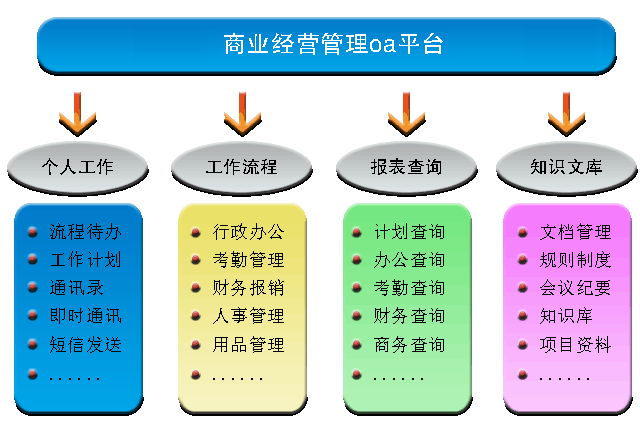 商业经营管理oa平台
个人工作
工作流程
报表查询
知识文库
流程待办
工作计划
通讯录
即时通讯
短信发送
......
行政办公
考勤管理
财务报销
人事管理
用品管理
......
计划查询
办公查询
考勤查询
财务查询
商务查询
......
文档管理
规则制度
会议纪要
知识库
项目资料
......